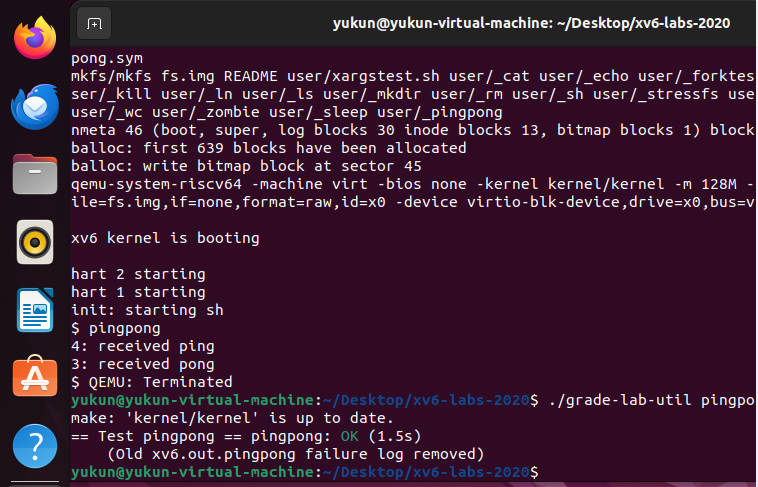 yukun@yukun-virtual-machine: ~/Desktop/xv6-labs-2020
pong.sym
mkfs/mkfs fs.img README user/xargstest.sh user/_cat user/_echo user/_forktes
ser/_kill user/_ln user/_ls user/_mkdir user/_rm user/_sh user/_stressfs use
user/_wc user/_zombie user/_sleep user/_pingpong
nmeta 46 (boot, super, log blocks 30 inode blocks 13, bitmap blocks 1) block
balloc: first 639 blocks have been allocated
balloc: write bitmap block at sector 45
qemu-system-riscv64 -machine virt -bios none -kernel kernel/kernel -m 128M -
ile=fs.img,if=none,format=raw,id=x0 -device virtio-blk-device,drive=x0,bus=v
xv6 kernel is booting
hart 2 starting
hart 1 starting
init: starting sh
$ pingpong
4: received ping
3: received pong
$ QEMU: Terminated
yukun@yukun-virtual-machine:~/Desktop/xv6-labs-2020$ ./grade-lab-util pingpo
make: 'kernel/kernel' is up to date.
== Test pingpong == pingpong: OK (1.5s)
    (Old xv6.out.pingpong failure log removed)
yukun@yukun-virtual-machine:~/Desktop/xv6-labs-2020$